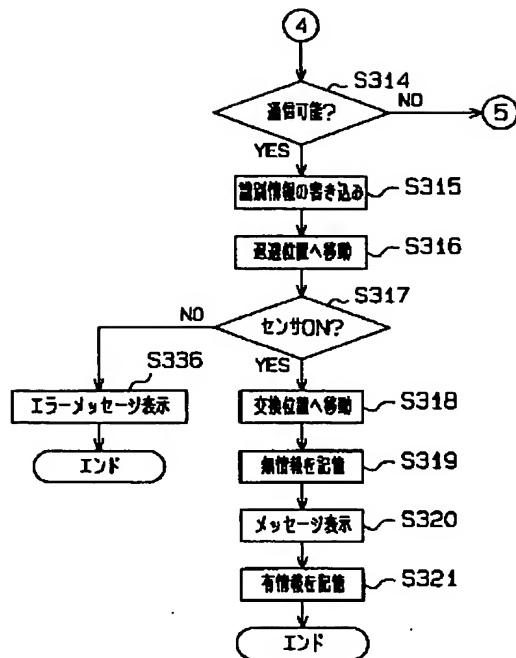 4
S314
通信可能?
NO
5
YES
識別情報の書き込み
S315
退避位置へ移動
S316
S317
NO
センサON?
YES
S336
エラーメッセージ表示
エンド
交換位置へ移動
S318
無情報を記憶
S319
メッセージ表示
S320
有情報を記憶
S321
エンド